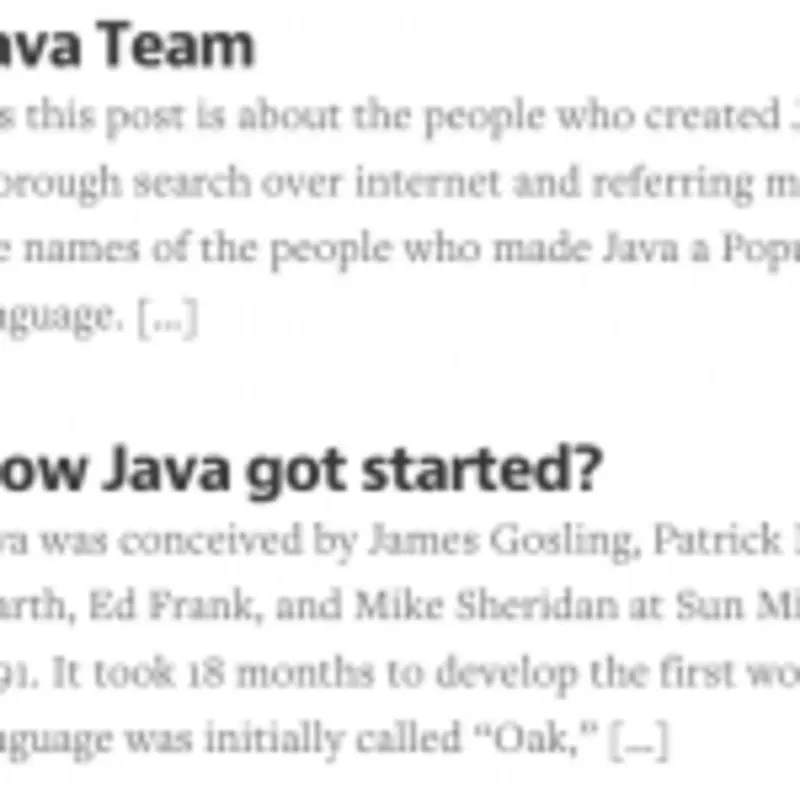 ava Team
s this post is about the people who created
orough search over internet and referring m
e names of the people who made Java a Popu
nguage. [...]
ow Java got started?
va was conceived by James Gosling, Patrick
arth, Ed Frank, and Mike Sheridan at Sun Mi
91. It took 18 months to develop the first wo
nguage was initially called “Oak,” [...]